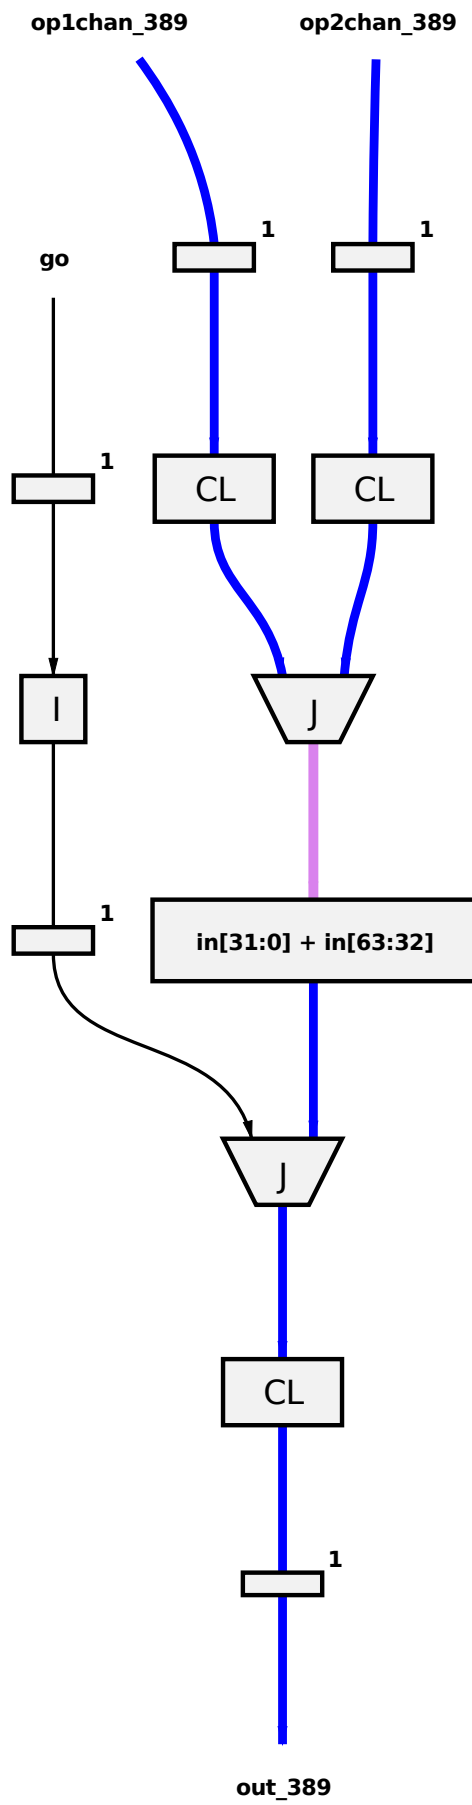 op1chan_389 op2chan_389
1 1
go
1
CL CL
I
J
1
in[31:0] + in[63:32]
J
CL
1
out_389